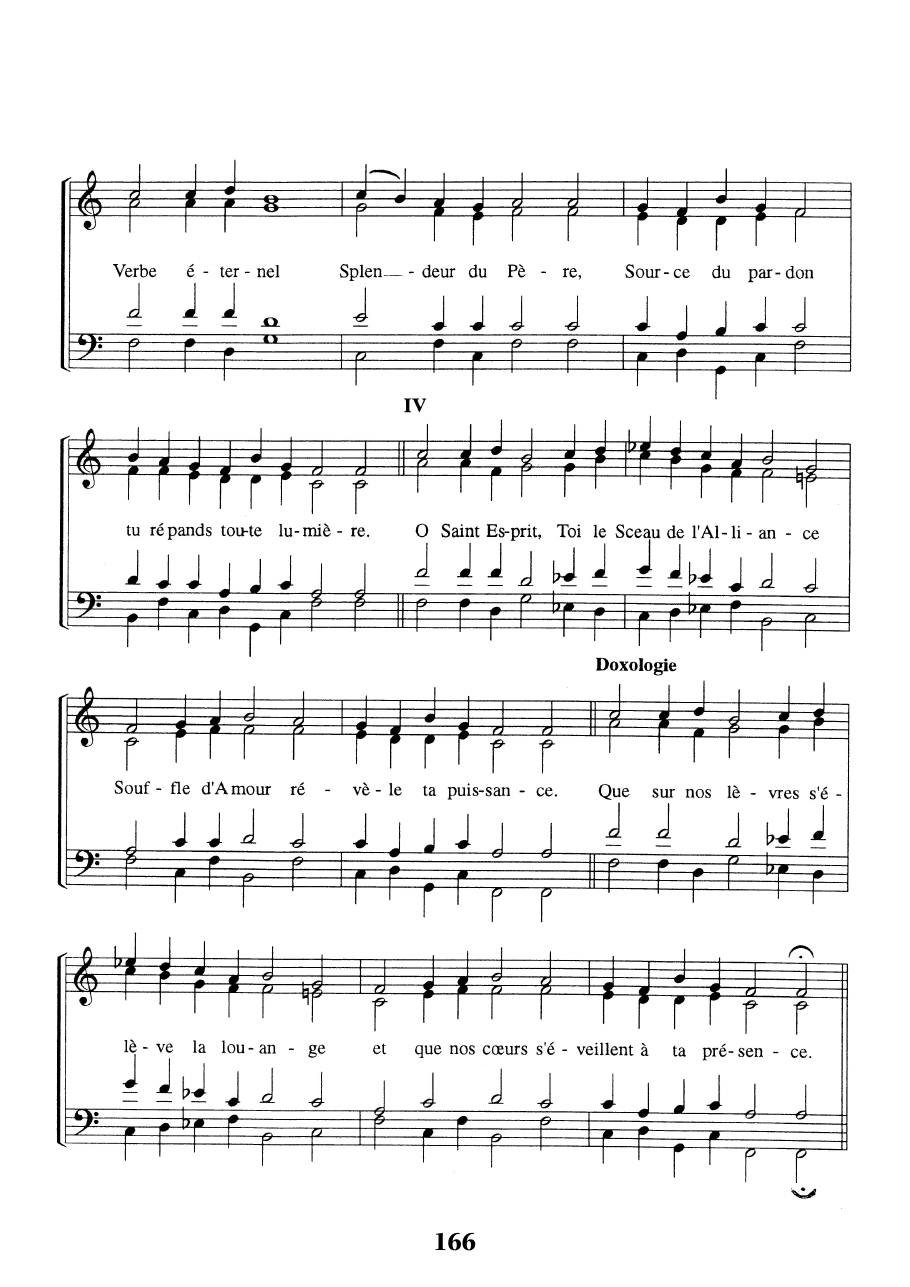 Verbe é - ter - nel Splen - deur du Pè - re, Sour - ce du par - don
IV
tu ré pands tou-te lu-miè - re. O Saint Es-prit, Toi le Sceau de l'Al - li - an - ce
Doxologie
Souf - fle d'A mour ré - vè - le ta puis-san - ce. Que sur nos lè - vres s'é -
lè - ve la lou - an - ge et que nos cœurs s'é - veillent à ta pré-sen - ce.
166